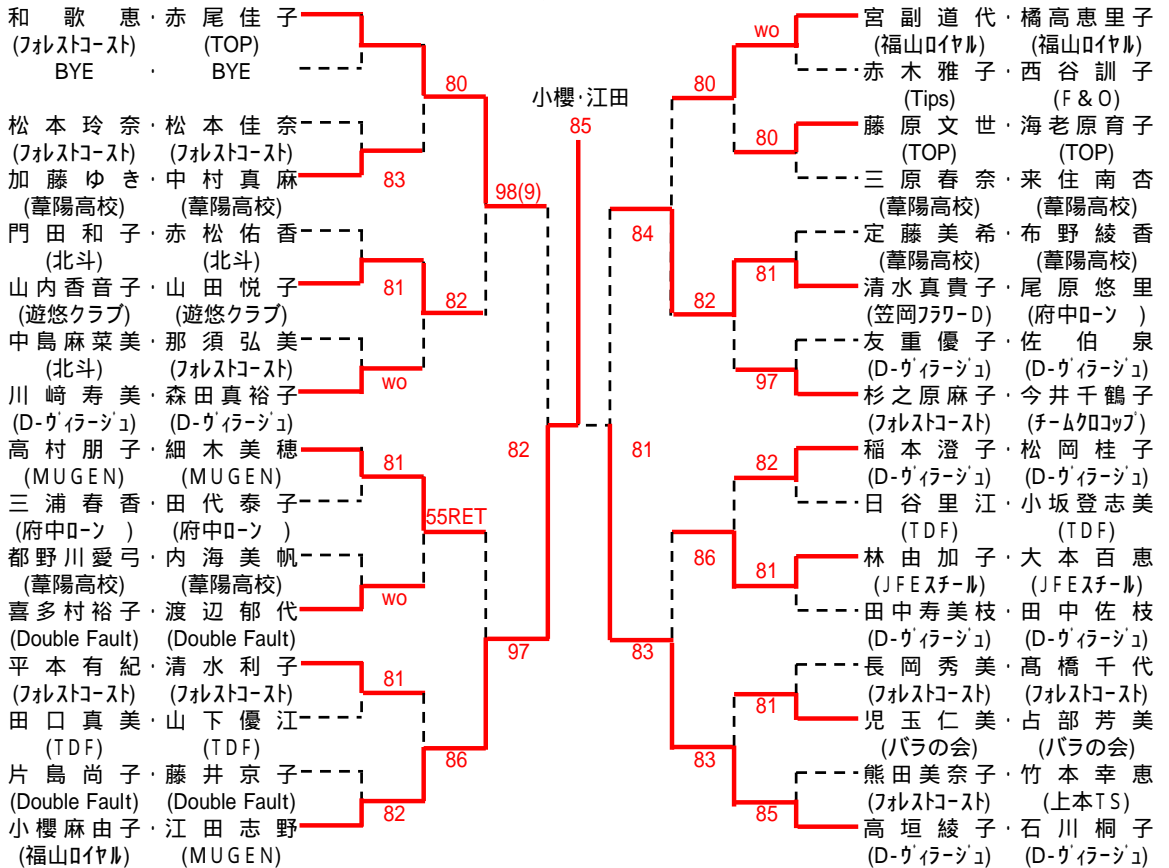 和歌恵・赤尾佳子
(フォレストコースト) (TOP)
BYE ・ BYE
松本玲奈・松本佳奈
(フォレストコースト) (フォレストコースト)
加藤ゆき・中村真麻
(葦陽高校) (葦陽高校)
門田和子・赤松佑香
(北斗) (北斗)
山内香音子・山田悦子
(遊悠クラブ) (遊悠クラブ)
中島麻菜美・那須弘美
(北斗) (フォレストコースト)
川﨑寿美・森田真裕子
(D-ヴィラージュ) (D-ヴィラージュ)
高村朋子・細木美穂
(MUGEN) (MUGEN)
三浦春香・田代泰子
(府中ローン ) (府中ローン )
都野川愛弓・内海美帆
(葦陽高校) (葦陽高校)
喜多村裕子・渡辺郁代
(Double Fault) (Double Fault)
平本有紀・清水利子
(フォレストコースト) (フォレストコースト)
田口真美・山下優江
(TDF) (TDF)
片島尚子・藤井京子
(Double Fault) (Double Fault)
小櫻麻由子・江田志野
(福山ロイヤル) (MUGEN)
83
81
wo
81
wo
81
82
80
82
55RET
86
98(9)
97
82
小櫻・江田
85
81
84
83
80
82
86
83
wo
80
81
97
82
81
81
85
宮副道代・橘高恵里子
(福山ロイヤル) (福山ロイヤル)
赤木雅子・西谷訓子
(Tips) (F&O)
藤原文世・海老原育子
(TOP) (TOP)
三原春奈・来住南杏
(葦陽高校) (葦陽高校)
定藤美希・布野綾香
(葦陽高校) (葦陽高校)
清水真貴子・尾原悠里
(笠岡フラワーD) (府中ローン )
友重優子・佐伯泉
(D-ヴィラージュ) (D-ヴィラージュ)
杉之原麻子・今井千鶴子
(フォレストコースト) (チームクロコップ)
稲本澄子・松岡桂子
(D-ヴィラージュ) (D-ヴィラージュ)
日谷里江・小坂登志美
(TDF) (TDF)
林由加子・大本百恵
(JFEスチール) (JFEスチール)
田中寿美枝・田中佐枝
(D-ヴィラージュ) (D-ヴィラージュ)
長岡秀美・髙橋千代
(フォレストコースト) (フォレストコースト)
児玉仁美・占部芳美
(バラの会) (バラの会)
熊田美奈子・竹本幸恵
(フォレストコースト) (上本TS)
高垣綾子・石川桐子
(D-ヴィラージュ) (D-ヴィラージュ)